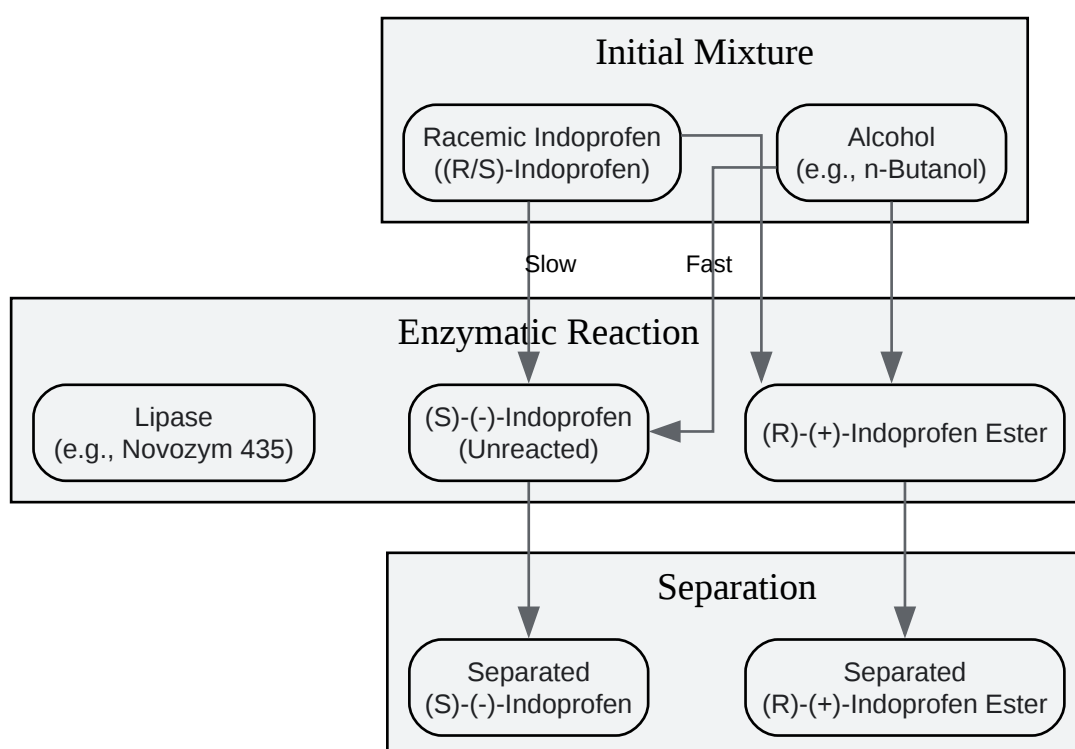 Initial Mixture
Racemic Indoprofen
((R/S)-Indoprofen)
Alcohol
(e.g., n-Butanol)
Slow
Fast
Enzymatic Reaction
Lipase
(e.g., Novozym 435)
(S)-(-)-Indoprofen
(Unreacted)
(R)-(+)-Indoprofen Ester
Separation
Separated
(S)-(-)-Indoprofen
Separated
(R)-(+)-Indoprofen Ester